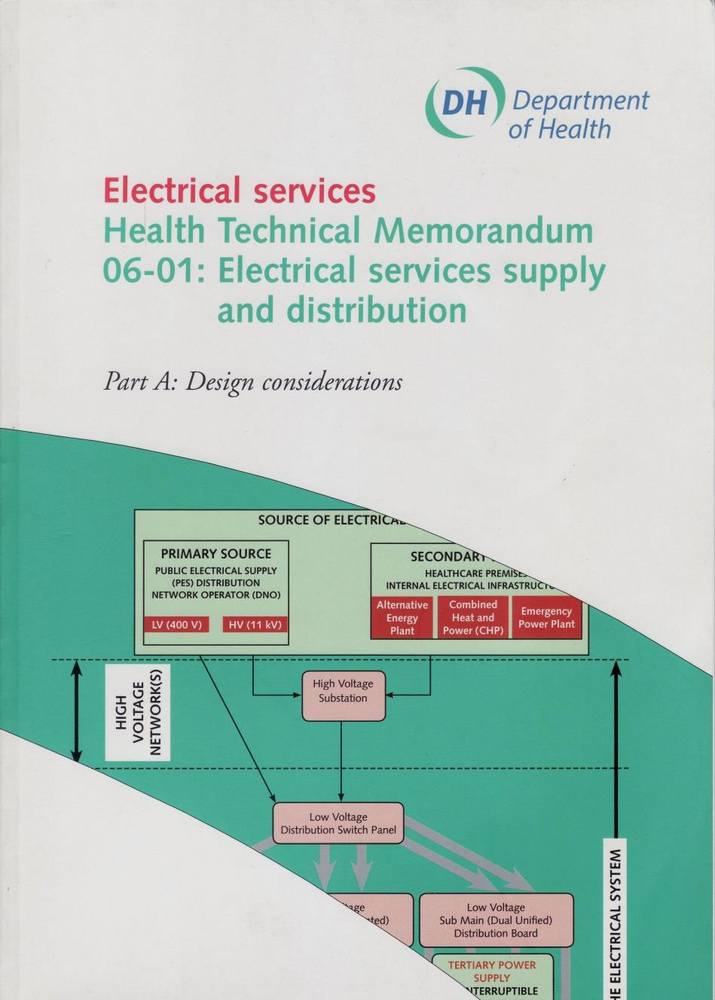 DH Department
of Health
Electrical services
Health Technical Memorandum
06-01: Electrical services supply
and distribution
Part A: Design considerations
SOURCE OF ELECTRICAL
PRIMARY SOURCE
PUBLIC ELECTRICAL SUPPLY
(PES) DISTRIBUTION
NETWORK OPERATOR (DNO)
LV (400 V)
HV (11 kV)
SECONDARY
HEALTHCARE PREMISES
INTERNAL ELECTRICAL
Alternative
Energy
Plant
Combined
Heat and
Power (CHP)
Emergency
Power Plant
HIGH
VOLTAGE
NETWORK(S)
High Voltage
Substation
Low Voltage
Distribution Switch Panel
Low Voltage
Sub Main (Dual Unified)
Distribution Board
TERTIARY POWER
SUPPLY
ELECTRICAL SYSTEM